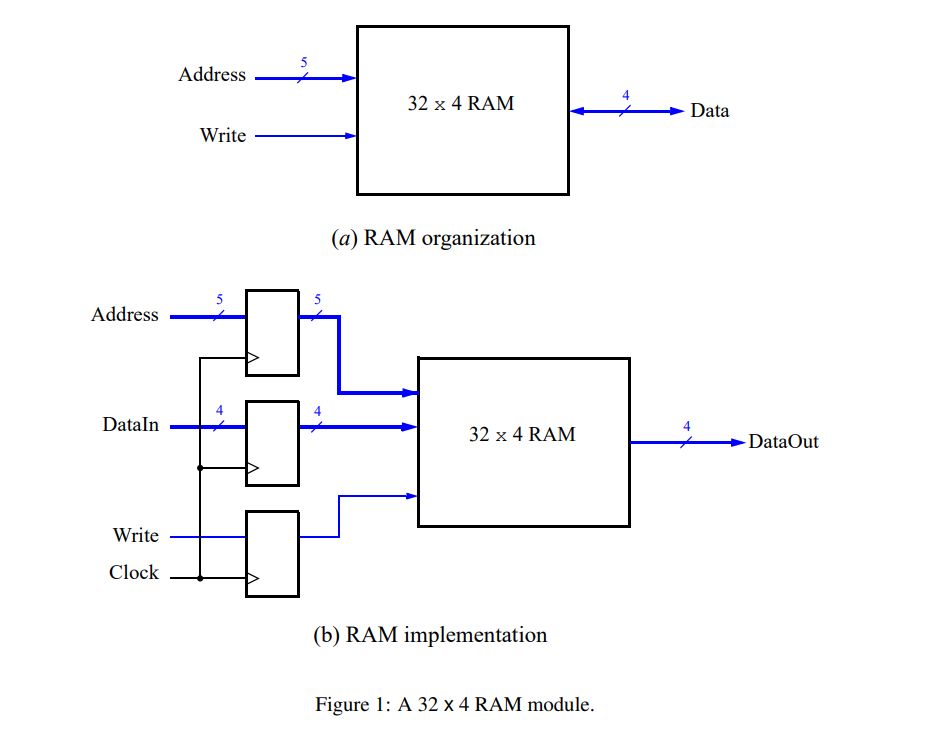 5
Address
32 x 4 RAM
4
Data
Write
(a) RAM organization
5
5
Address
4
4
DataIn
32 x 4 RAM
4
DataOut
Write
Clock
(b) RAM implementation
Figure 1: A 32 x 4 RAM module.